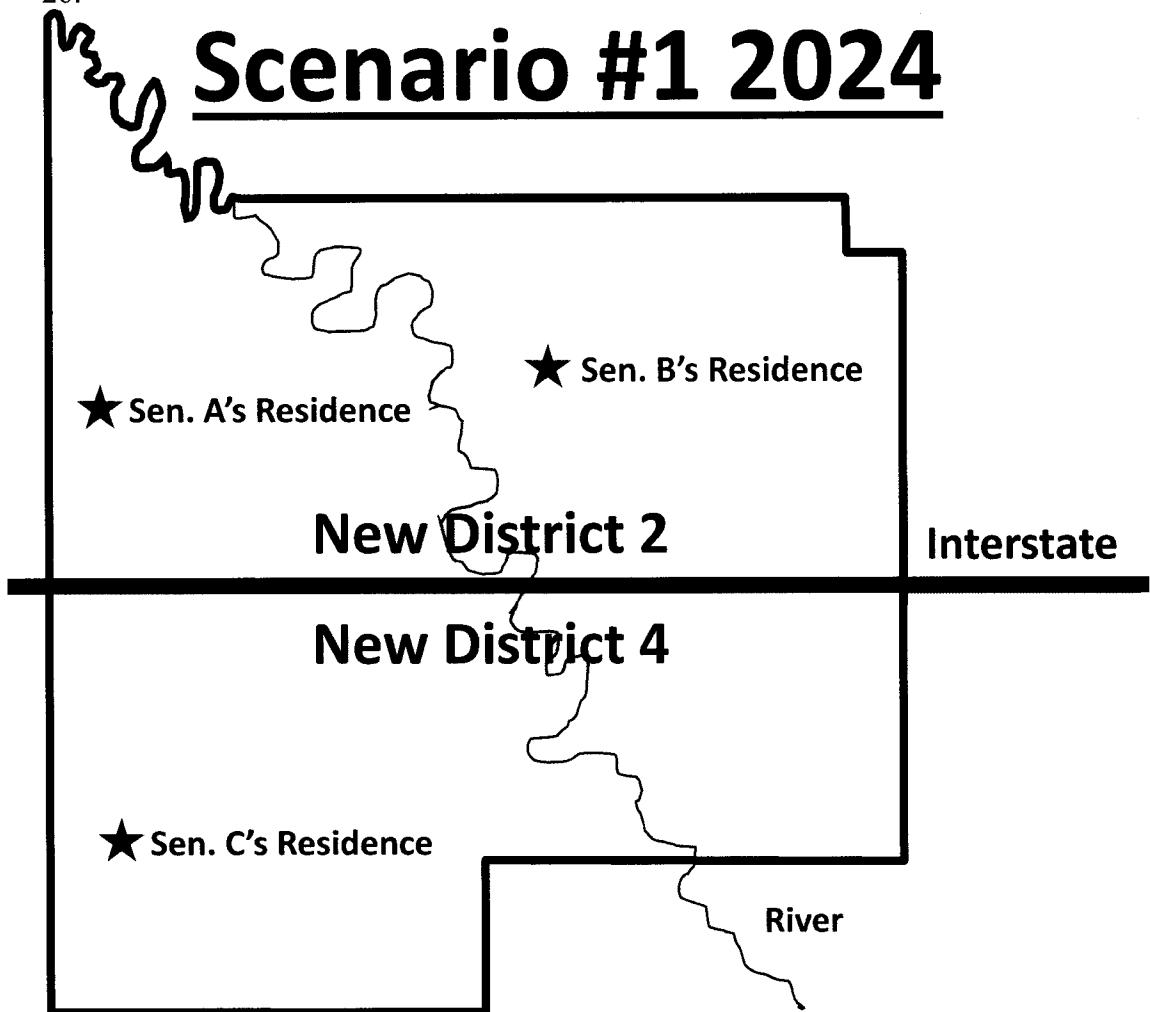 Scenario #1 2024
Sen. B's Residence
Sen. A's Residence
New District 2
Interstate
New District 4
Sen. C's Residence
River